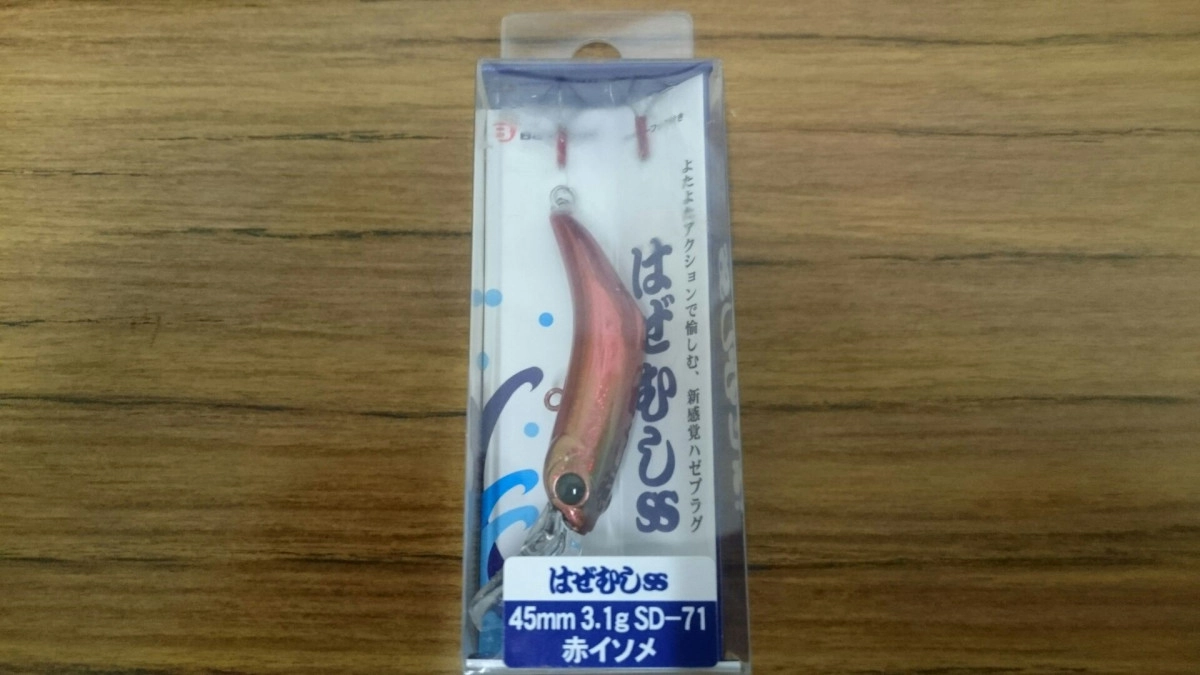 よたよたアクションで愉しむ、新感覚ハゼプラグ
はぜむしSS
はぜむしSS
45mm 3.1g SD-71
赤イソメ